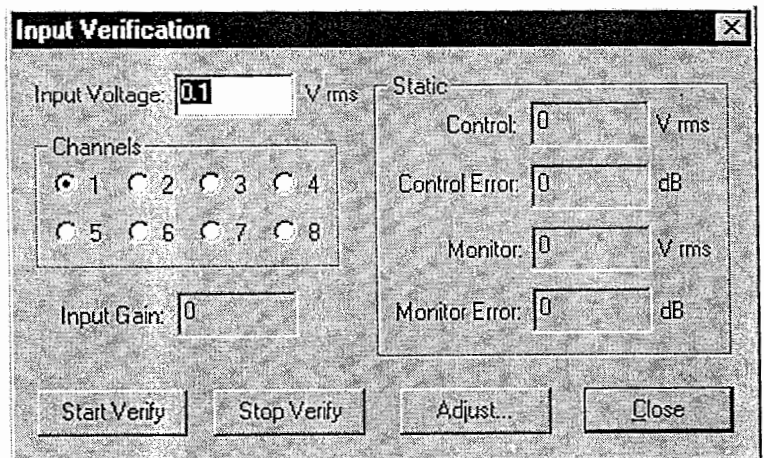 Input Verification
Input Voltage: 0.1 V rms
Channels
1 2 3 4
5 6 7 8
Input Gain: 0
Static
Control: 0 V rms
Control Error: 0 dB
Monitor: 0 V rms
Monitor Error: 0 dB
Start Verify Stop Verify Adjust... Close